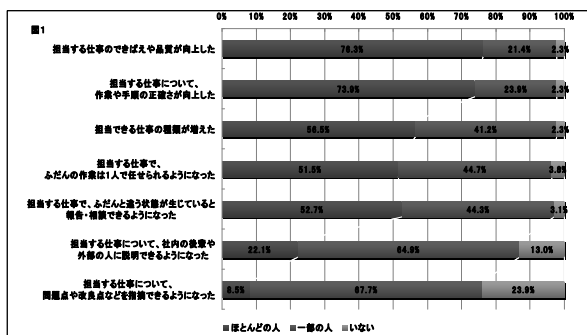 0% 10% 20% 30% 40% 50% 60% 70% 80% 90% 100%
図1
担当する仕事のできばえや品質が向上した
76.3% 21.4% 2.3%
担当する仕事について、
作業や手順の正確さが向上した
73.9% 23.9% 2.3%
担当できる仕事の種類が増えた
56.5% 41.2% 2.3%
担当する仕事で、
ふだんの作業は1人で任せられるようになった
51.5% 44.7% 3.8%
担当する仕事で、ふだんと違う状態が生じていると
報告・相談できるようになった
52.7% 44.3% 3.1%
担当する仕事について、社内の後輩や
外部の人に説明できるようになった
22.1% 64.9% 13.0%
担当する仕事について、
問題点や改良点などを指摘できるようになった
8.5% 67.7% 23.9%
ほとんどの人 一部の人 いない